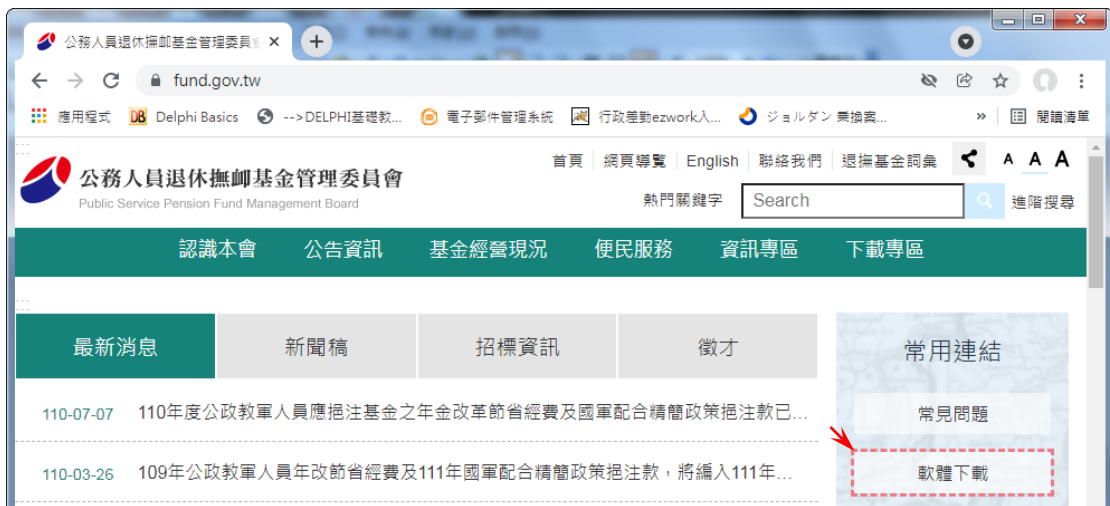 公務人員退休撫卹基金管理委員會
fund.gov.tw
應用程式 DB Delphi Basics -->DELPHI基礎教... 電子郵件管理系統 行政差勤ezwork入... ジョルダン 乗換案... » 閱讀清單
首頁 網頁導覽 English 聯絡我們 退撫基金詞彙 A A A
公務人員退休撫卹基金管理委員會
Public Service Pension Fund Management Board
熱門關鍵字 Search 進階搜尋
認識本會 公告資訊 基金經營現況 便民服務 資訊專區 下載專區
最新消息 新聞稿 招標資訊 徵才
常用連結
110-07-07 110年度公政教軍人員應挹注基金之年金改革節省經費及國軍配合精簡政策挹注款已...
常見問題
110-03-26 109年公政教軍人員年改節省經費及111年國軍配合精簡政策挹注款，將編入111年...
軟體下載